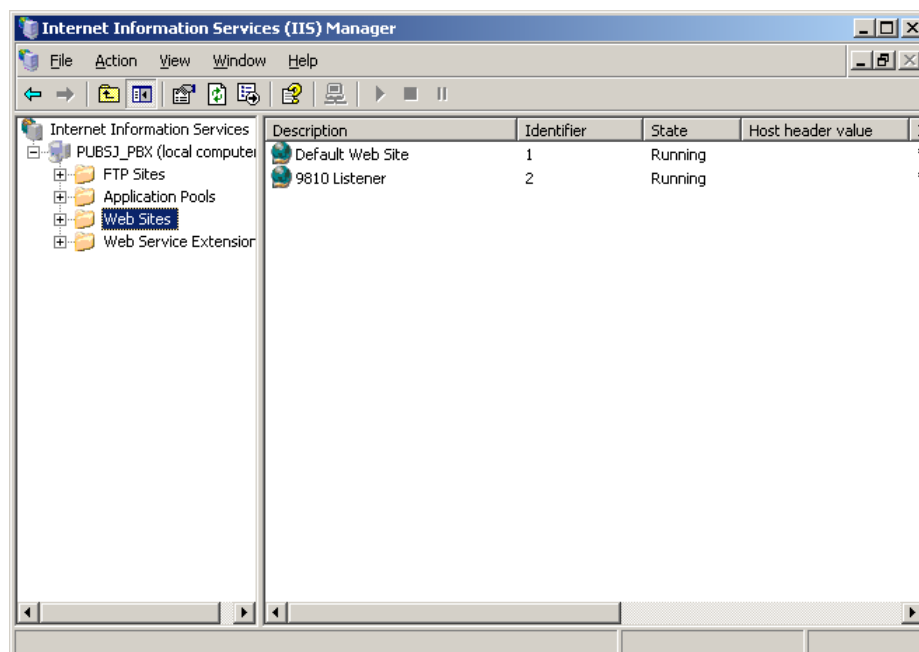 Internet Information Services (IIS) Manager
File Action View Window Help
Internet Information Services
PUBSJ_PBX (local compute
FTP Sites
Application Pools
Web Sites
Web Service Extension
Description Identifier State Host header value
Default Web Site 1 Running
9810 Listener 2 Running